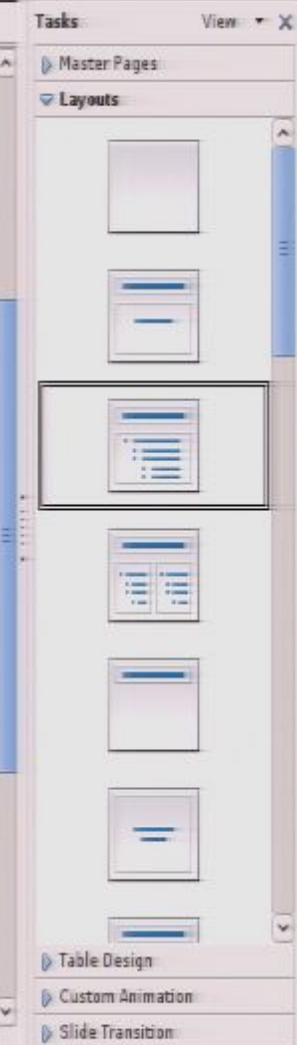 Tasks View
Master Pages
Layouts
Table Design
Custom Animation
Slide Transition